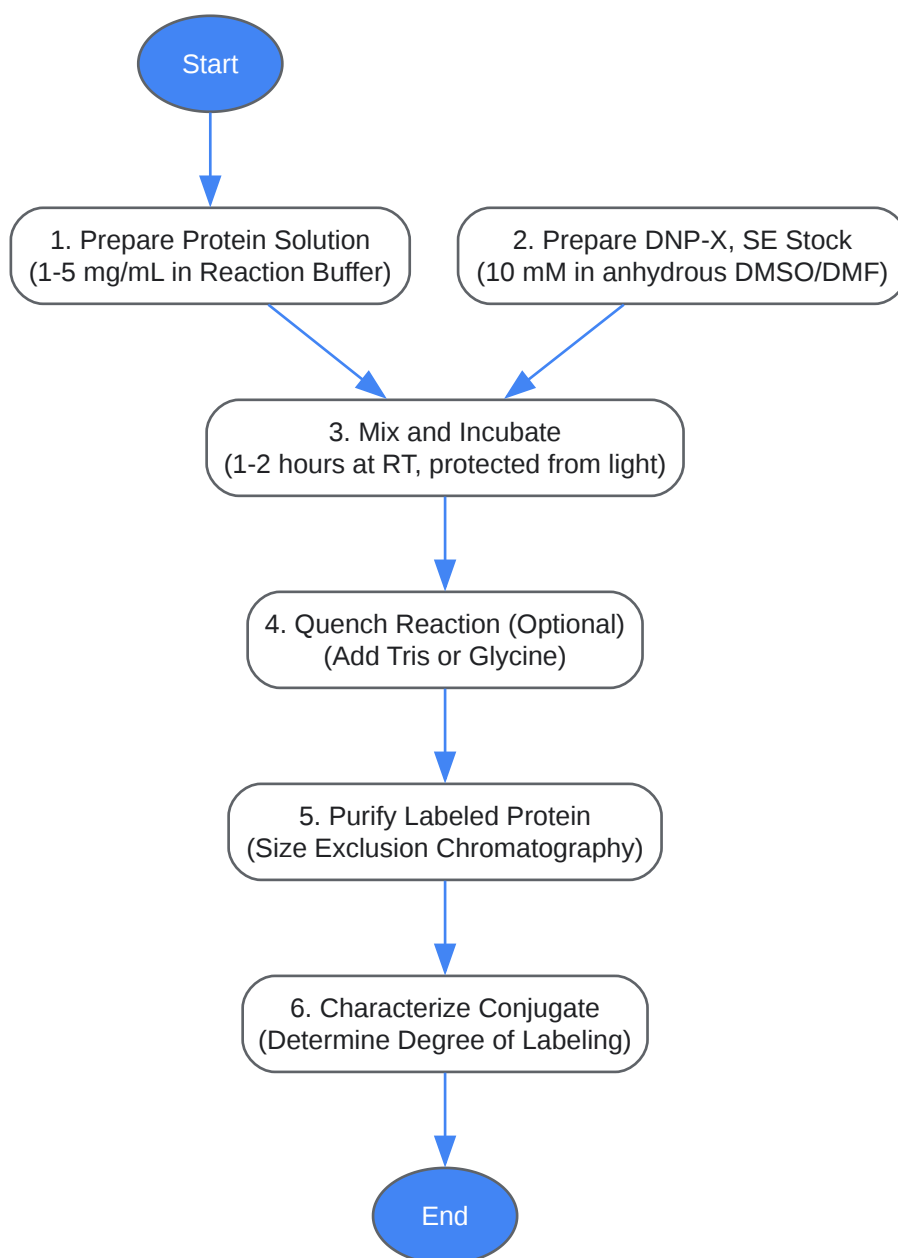 Start
1. Prepare Protein Solution
(1-5 mg/mL in Reaction Buffer)
2. Prepare DNP-X, SE Stock
(10 mM in anhydrous DMSO/DMF)
3. Mix and Incubate
(1-2 hours at RT, protected from light)
4. Quench Reaction (Optional)
(Add Tris or Glycine)
5. Purify Labeled Protein
(Size Exclusion Chromatography)
6. Characterize Conjugate
(Determine Degree of Labeling)
End